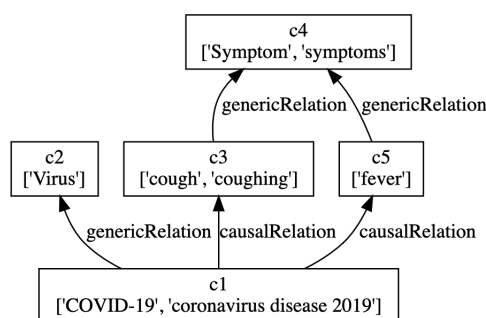 c4
['Symptom', 'symptoms']
genericRelation genericRelation
c2
['Virus']
c3
['cough', 'coughing']
c5
['fever']
genericRelation causalRelation causalRelation
c1
['COVID-19', 'coronavirus disease 2019']